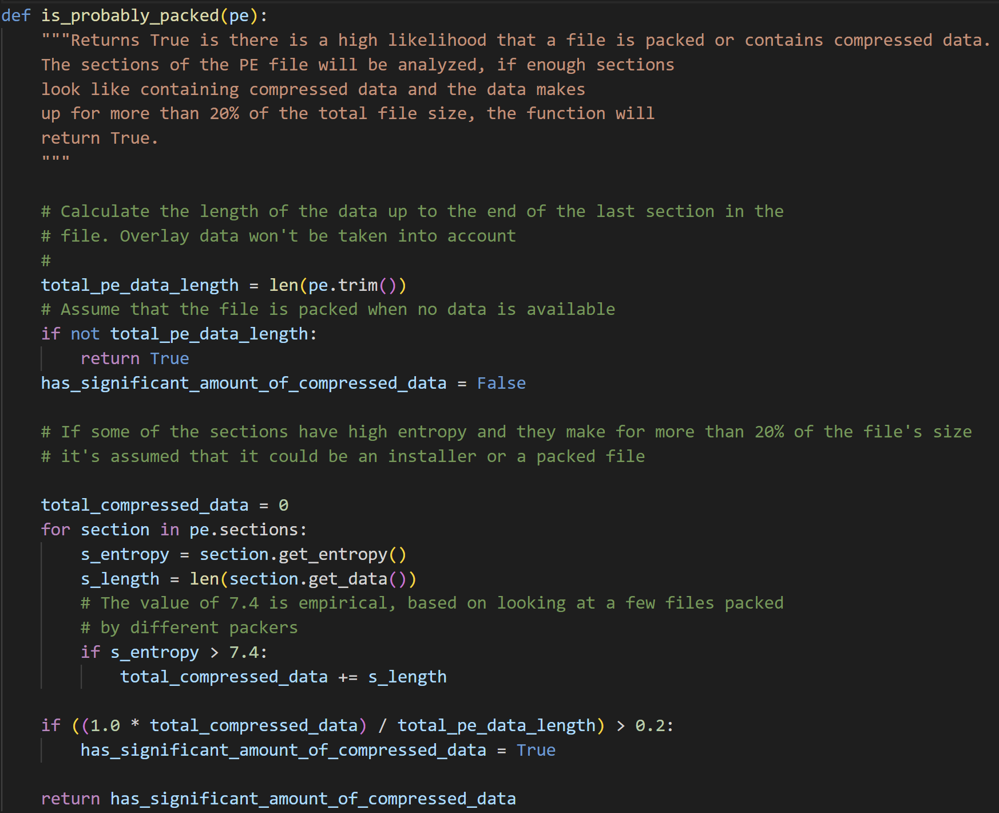 def is_probably_packed(pe):
    """Returns True is there is a high likelihood that a file is packed or contains compressed data.
    The sections of the PE file will be analyzed, if enough sections
    look like containing compressed data and the data makes
    up for more than 20% of the total file size, the function will
    return True.
    """
    # Calculate the length of the data up to the end of the last section in the
    # file. Overlay data won't be taken into account
    #
    total_pe_data_length = len(pe.trim())
    # Assume that the file is packed when no data is available
    if not total_pe_data_length:
        return True
    has_significant_amount_of_compressed_data = False
    # If some of the sections have high entropy and they make for more than 20% of the file's size
    # it's assumed that it could be an installer or a packed file
    total_compressed_data = 0
    for section in pe.sections:
        s_entropy = section.get_entropy()
        s_length = len(section.get_data())
        # The value of 7.4 is empirical, based on looking at a few files packed
        # by different packers
        if s_entropy > 7.4:
            total_compressed_data += s_length
    if ((1.0 * total_compressed_data) / total_pe_data_length) > 0.2:
        has_significant_amount_of_compressed_data = True
    return has_significant_amount_of_compressed_data